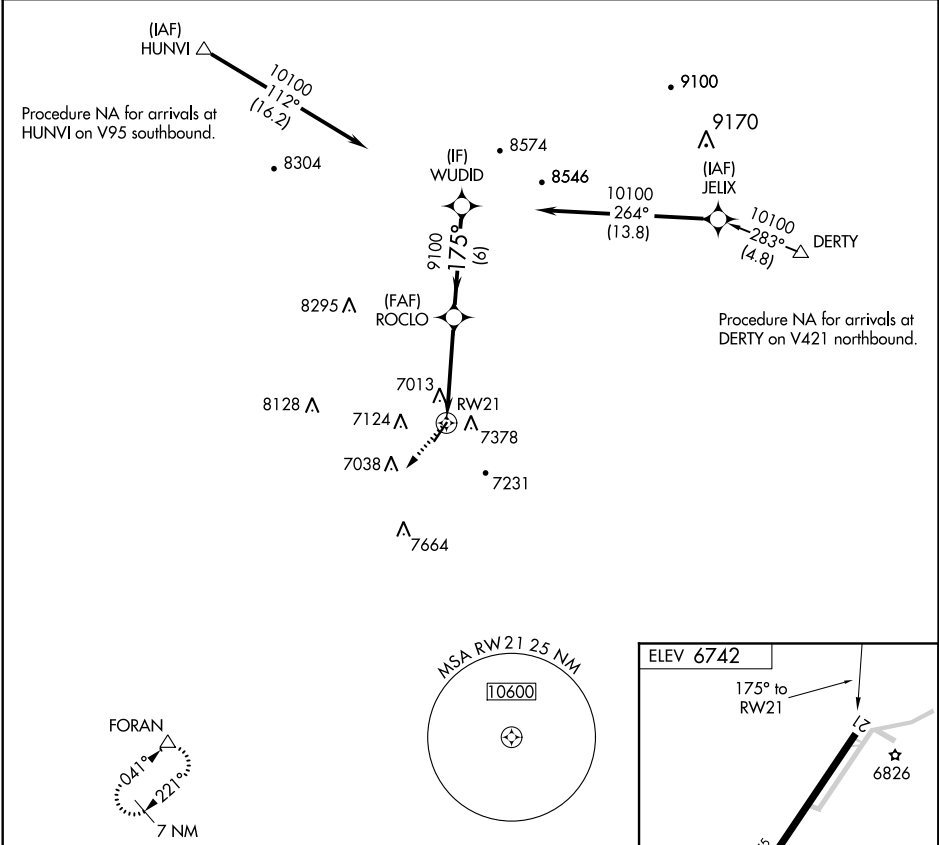 (IAF)
HUNVI
10100
112°
(16.2)
Procedure NA for arrivals at
HUNVI on V95 southbound.
8304
9100
9170
8574
8546
(IF)
WUDID
(IAF)
JELIX
10100
264°
(13.8)
10100
283°
(4.8)
DERTY
9100
175°
(6)
8295
(FAF)
ROCLO
Procedure NA for arrivals at
DERTY on V421 northbound.
7013
RW21
8128
7124
7378
7038
7231
7664
MSA RW21 25 NM
10600
ELEV 6742
175° to
RW21
21
6826
FORAN
041°
221°
7 NM